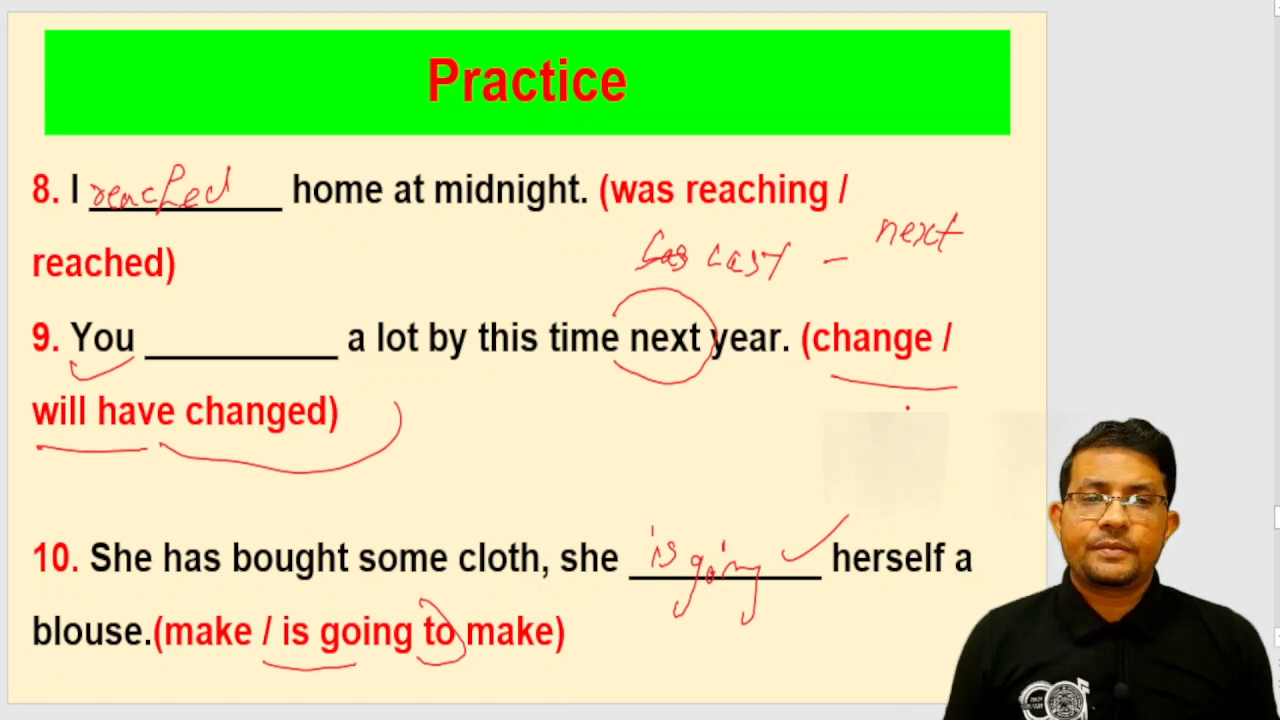 Practice
8. I reached home at midnight. (was reaching /
reached)
Last - next
9. You __________ a lot by this time next year. (change /
will have changed)
10. She has bought some cloth, she is going herself a
blouse.(make / is going to make)